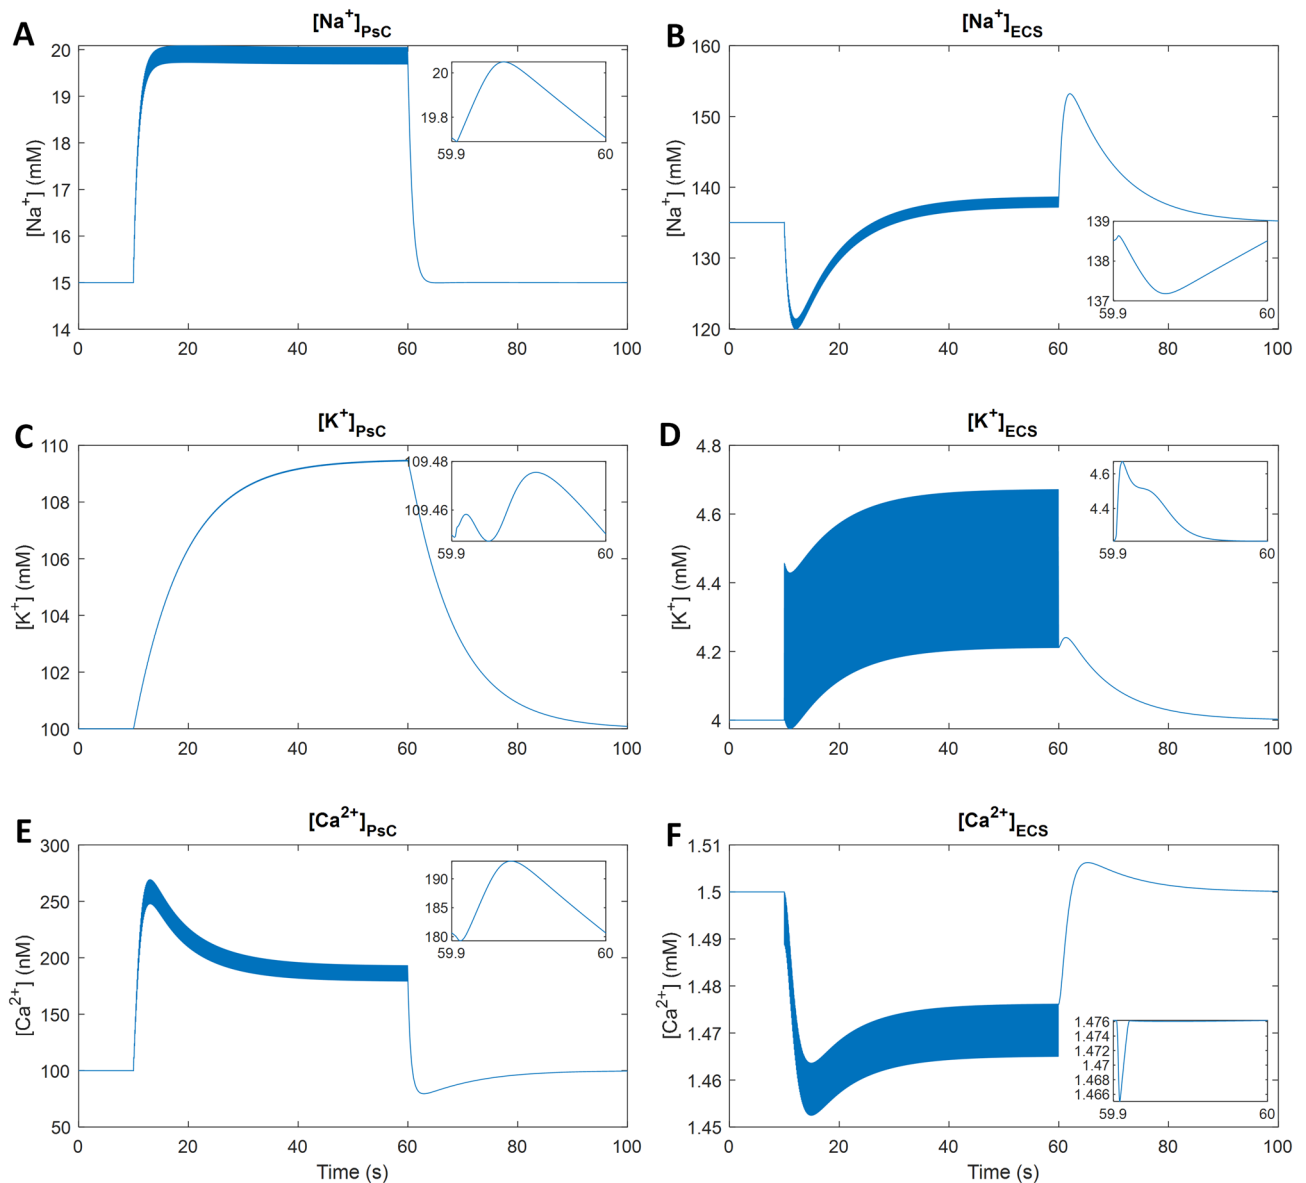 A
[Na⁺]PsC
20
19
18
17
16
15
14
[Na⁺] (mM)
20
19.8
59.9 60
0 20 40 60 80 100
B
[Na⁺]ECS
160
150
140
130
120
[Na⁺] (mM)
139
138
137
59.9 60
0 20 40 60 80 100
C
[K⁺]PsC
110
108
106
104
102
100
[K⁺] (mM)
109.48
109.46
59.9 60
0 20 40 60 80 100
D
[K⁺]ECS
4.8
4.6
4.4
4.2
4
[K⁺] (mM)
4.6
4.4
59.9 60
0 20 40 60 80 100
E
[Ca²⁺]PsC
300
250
200
150
100
50
[Ca²⁺] (nM)
190
185
180
59.9 60
0 20 40 60 80 100
Time (s)
F
[Ca²⁺]ECS
1.51
1.5
1.49
1.48
1.47
1.46
1.45
[Ca²⁺] (mM)
1.476
1.474
1.472
1.47
1.468
1.466
59.9 60
0 20 40 60 80 100
Time (s)